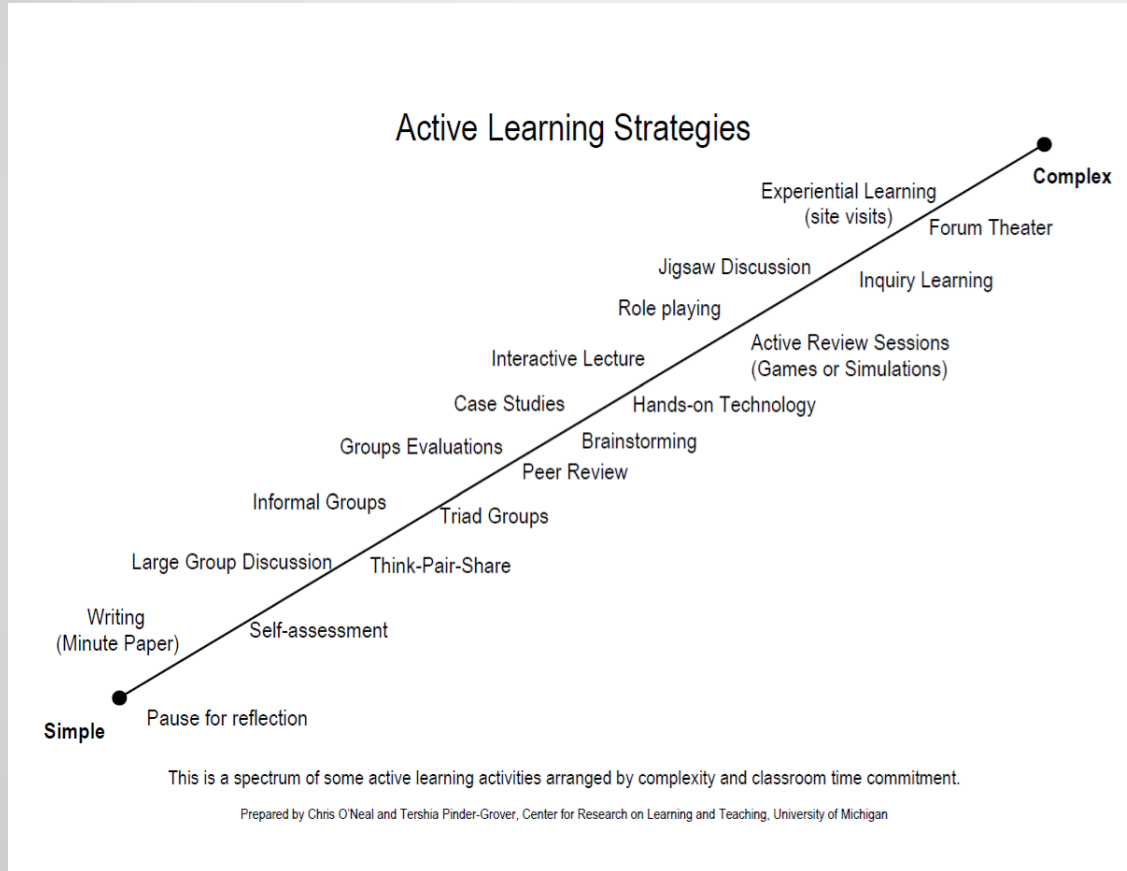 Active Learning Strategies
Complex
Experiential Learning
(site visits)
Forum Theater
Jigsaw Discussion
Inquiry Learning
Role playing
Active Review Sessions
(Games or Simulations)
Interactive Lecture
Case Studies
Hands-on Technology
Groups Evaluations
Brainstorming
Peer Review
Informal Groups
Triad Groups
Large Group Discussion
Think-Pair-Share
Writing
(Minute Paper)
Self-assessment
Pause for reflection
Simple
This is a spectrum of some active learning activities arranged by complexity and classroom time commitment.
Prepared by Chris O'Neal and Tershia Pinder-Grover, Center for Research on Learning and Teaching, University of Michigan